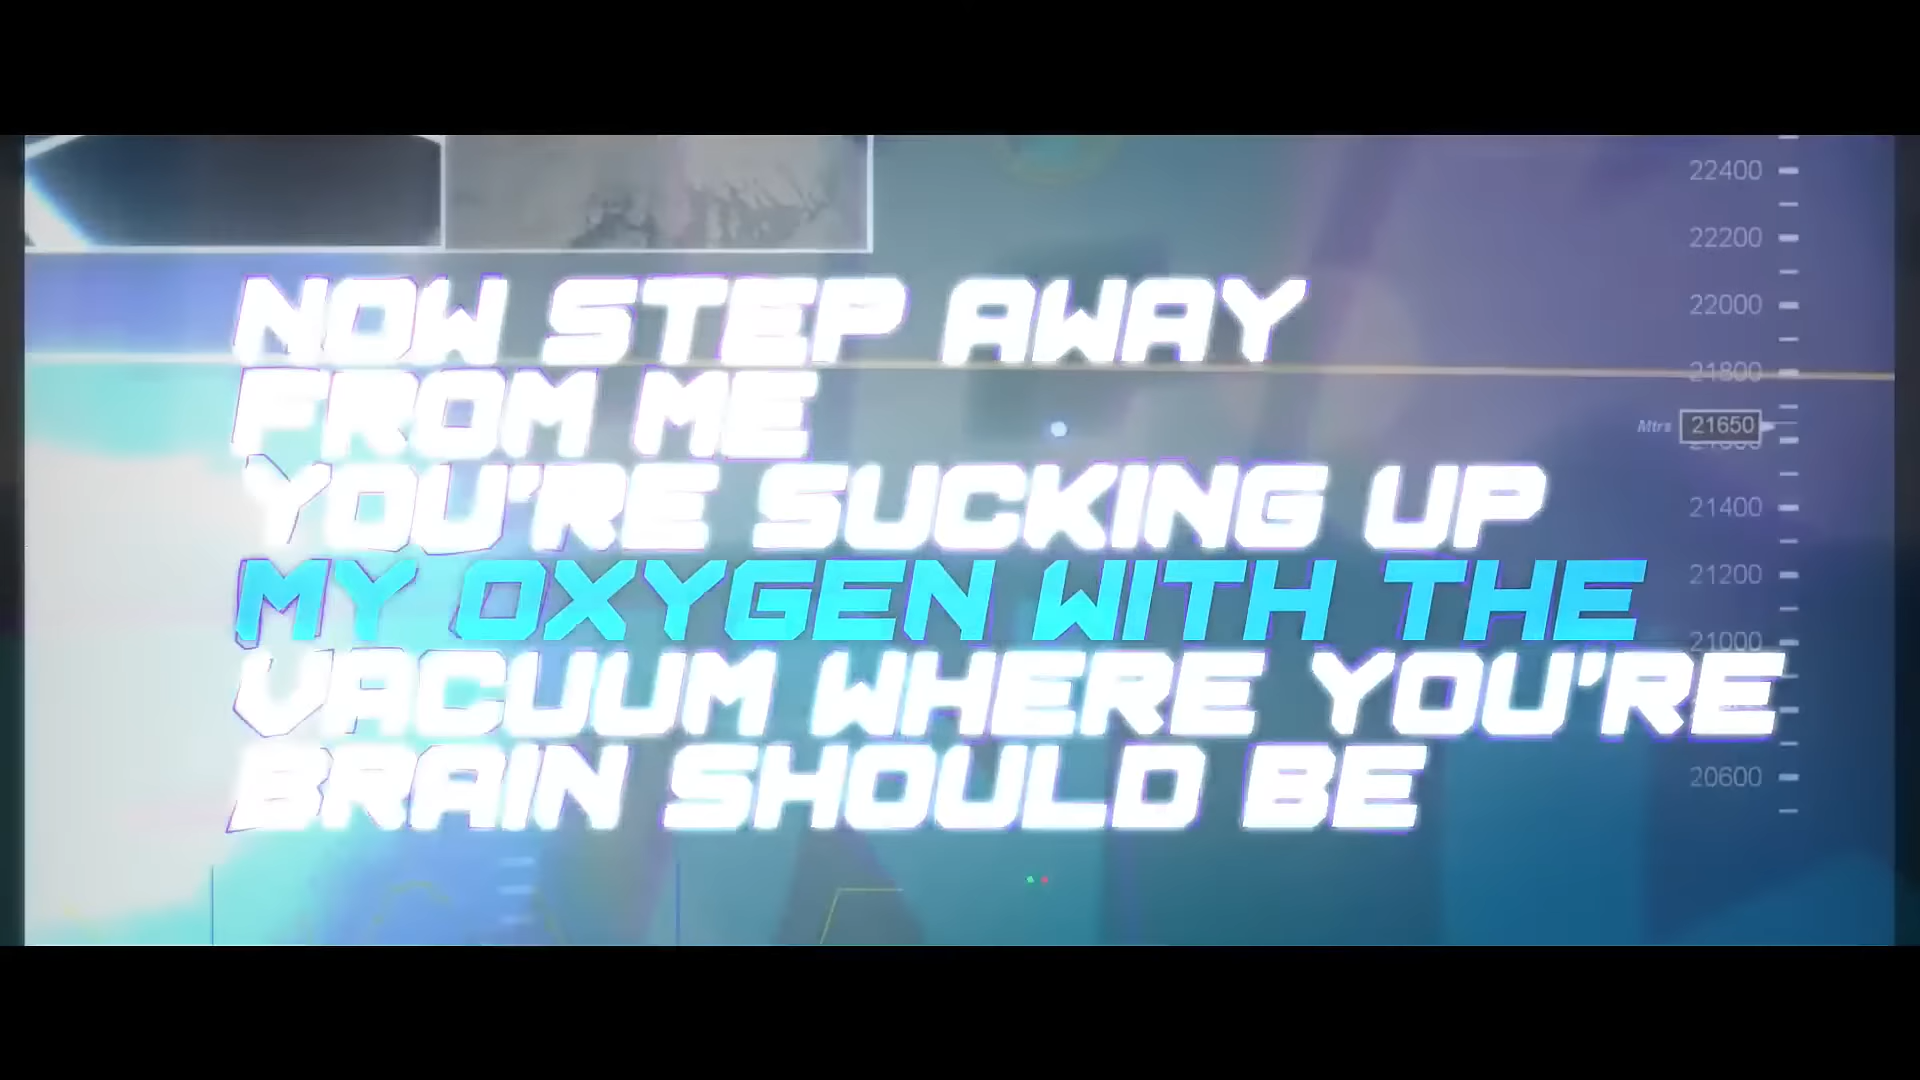 22400
22200
NOW STEP AWAY
22000
21800
FROM ME
Mtrs 21650
YOU'RE SUCKING UP
21400
MY OXYGEN WITH THE
21200
21000
VACUUM WHERE YOU'RE
BRAIN SHOULD BE
20600